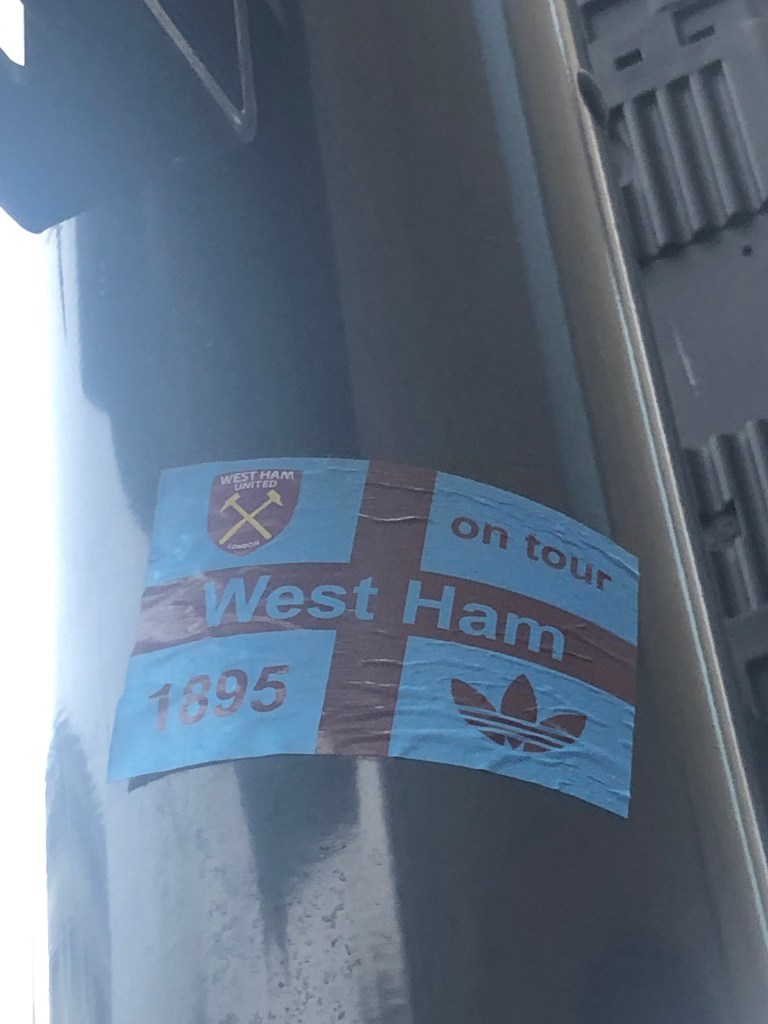 WEST HAM
UNITED
LONDON
on tour
West Ham
1895